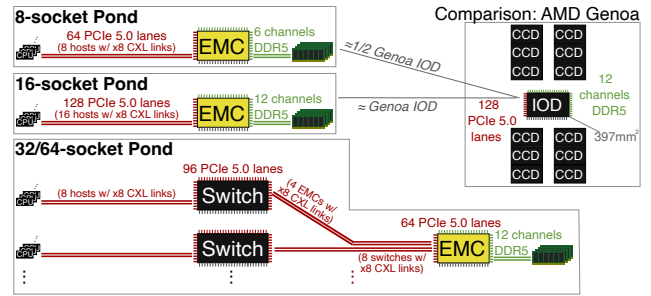 8-socket Pond
64 PCIe 5.0 lanes
(8 hosts w/ x8 CXL links)
CPU
EMC
6 channels
DDR5
16-socket Pond
128 PCIe 5.0 lanes
(16 hosts w/ x8 CXL links)
CPU
EMC
12 channels
DDR5
32/64-socket Pond
96 PCIe 5.0 lanes
(8 hosts w/ x8 CXL links)
CPU
Switch
(4 EMCs w/
x8 CXL links)
CPU
Switch
64 PCIe 5.0 lanes
EMC
12 channels
DDR5
(8 switches w/
x8 CXL links)
≈1/2 Genoa IOD
≈ Genoa IOD
Comparison: AMD Genoa
CCD CCD
CCD CCD
CCD CCD
IOD
12
channels
DDR5
128
PCIe 5.0
lanes
397mm²
CCD CCD
CCD CCD
CCD CCD